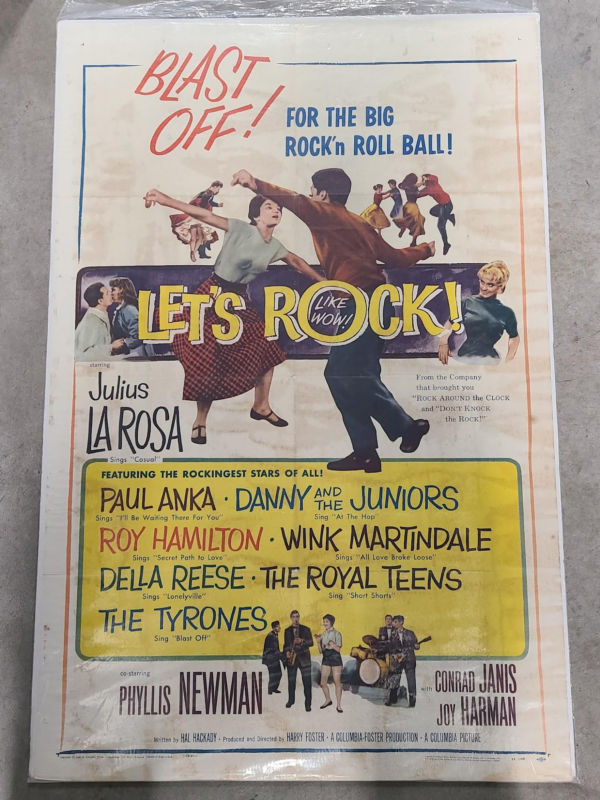 BLAST
OFF!
FOR THE BIG
ROCK'n ROLL BALL!
LET'S ROCK!
LIKE
WOW!
starring
Julius
LA ROSA
Sings "Casual"
From the Company
that brought you
"ROCK AROUND the CLOCK
and "DON'T KNOCK
the ROCK!"
FEATURING THE ROCKINGEST STARS OF ALL!
PAUL ANKA · DANNY AND THE JUNIORS
Sings "I'll Be Waiting There For You" Sing "At The Hop"
ROY HAMILTON · WINK MARTINDALE
Sings "Secret Path to Love" Sings "All Love Broke Loose"
DELLA REESE · THE ROYAL TEENS
Sings "Lonelyville" Sing "Short Shorts"
THE TYRONES
Sing "Blast Off"
co-starring
PHYLLIS NEWMAN
with CONRAD JANIS
JOY HARMAN
Written by HAL HACKADY · Produced and Directed by HARRY FOSTER · A COLUMBIA-FOSTER PRODUCTION · A COLUMBIA PICTURE